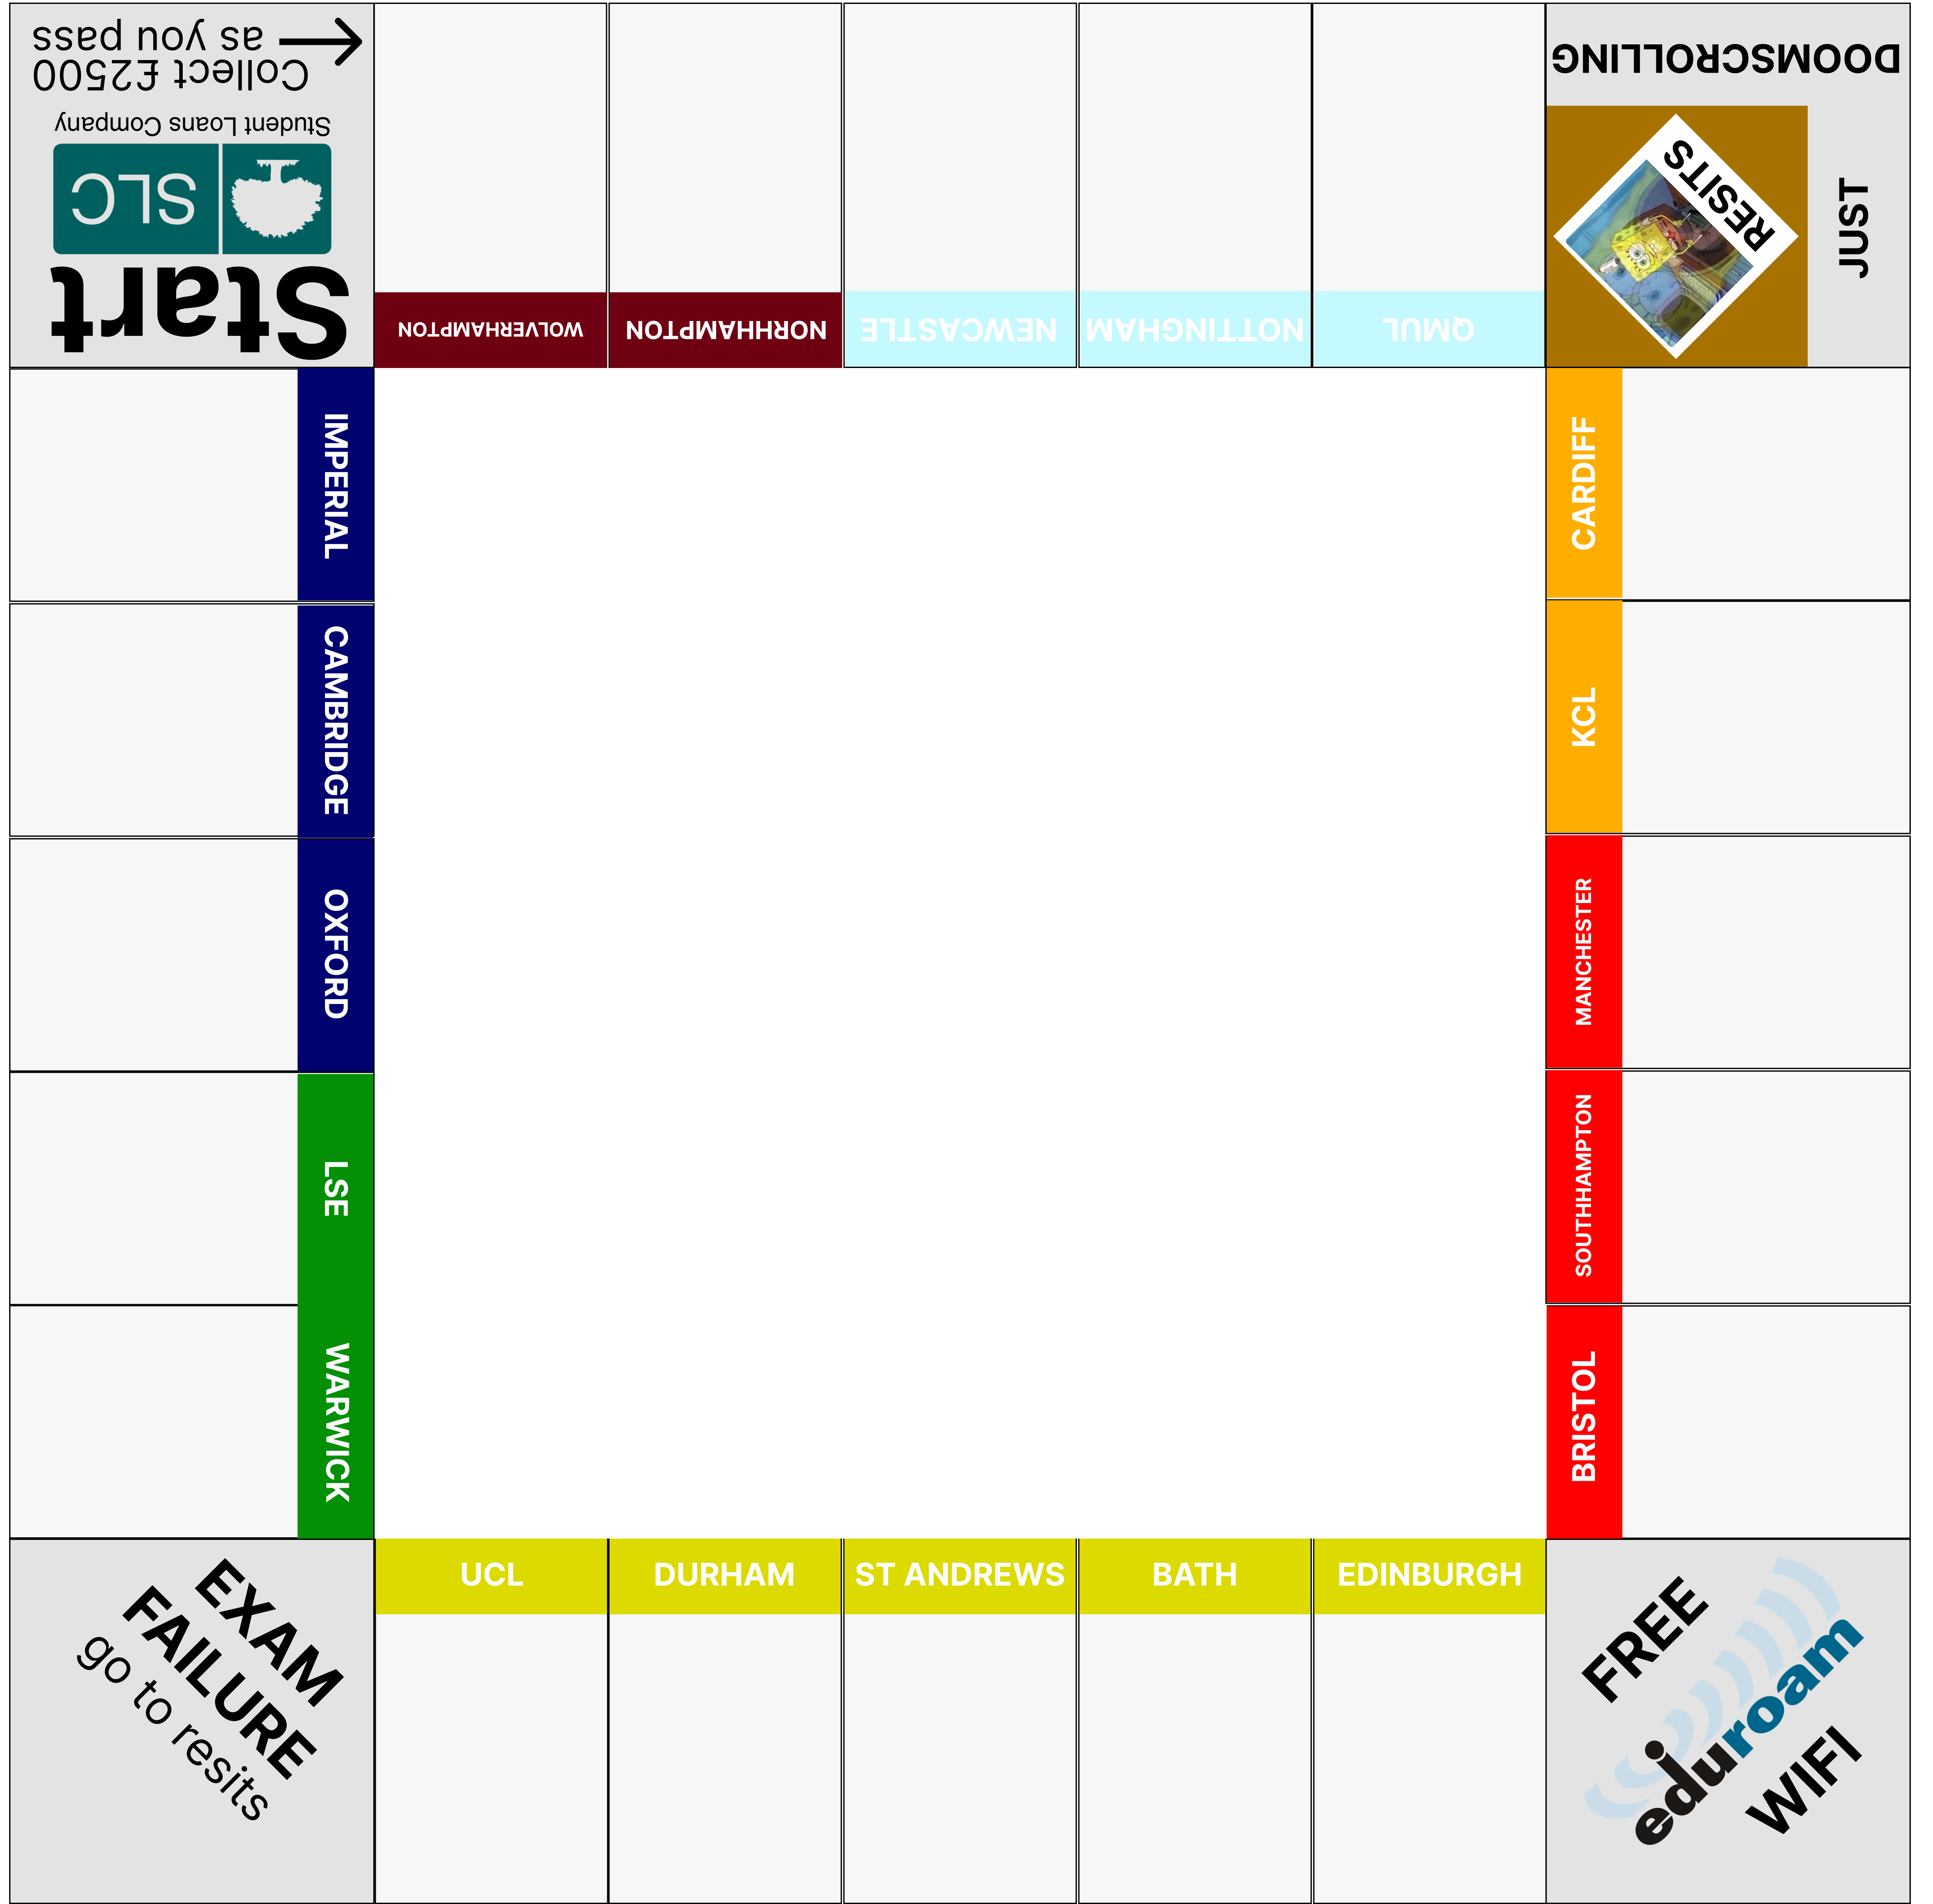 Start
SLC
Student Loans Company
Collect £2500
as you pass
WOLVERHAMPTON
NORHHAMPTON
NEWCASTLE
NOTTINGHAM
QMUL
DOOMSCROLLING
JUST
RESITS
CARDIFF
KCL
MANCHESTER
SOUTHHAMPTON
BRISTOL
FREE
eduroam
WIFI
EDINBURGH
BATH
ST ANDREWS
DURHAM
UCL
EXAM
FAILURE
go to resits
WARWICK
LSE
OXFORD
CAMBRIDGE
IMPERIAL